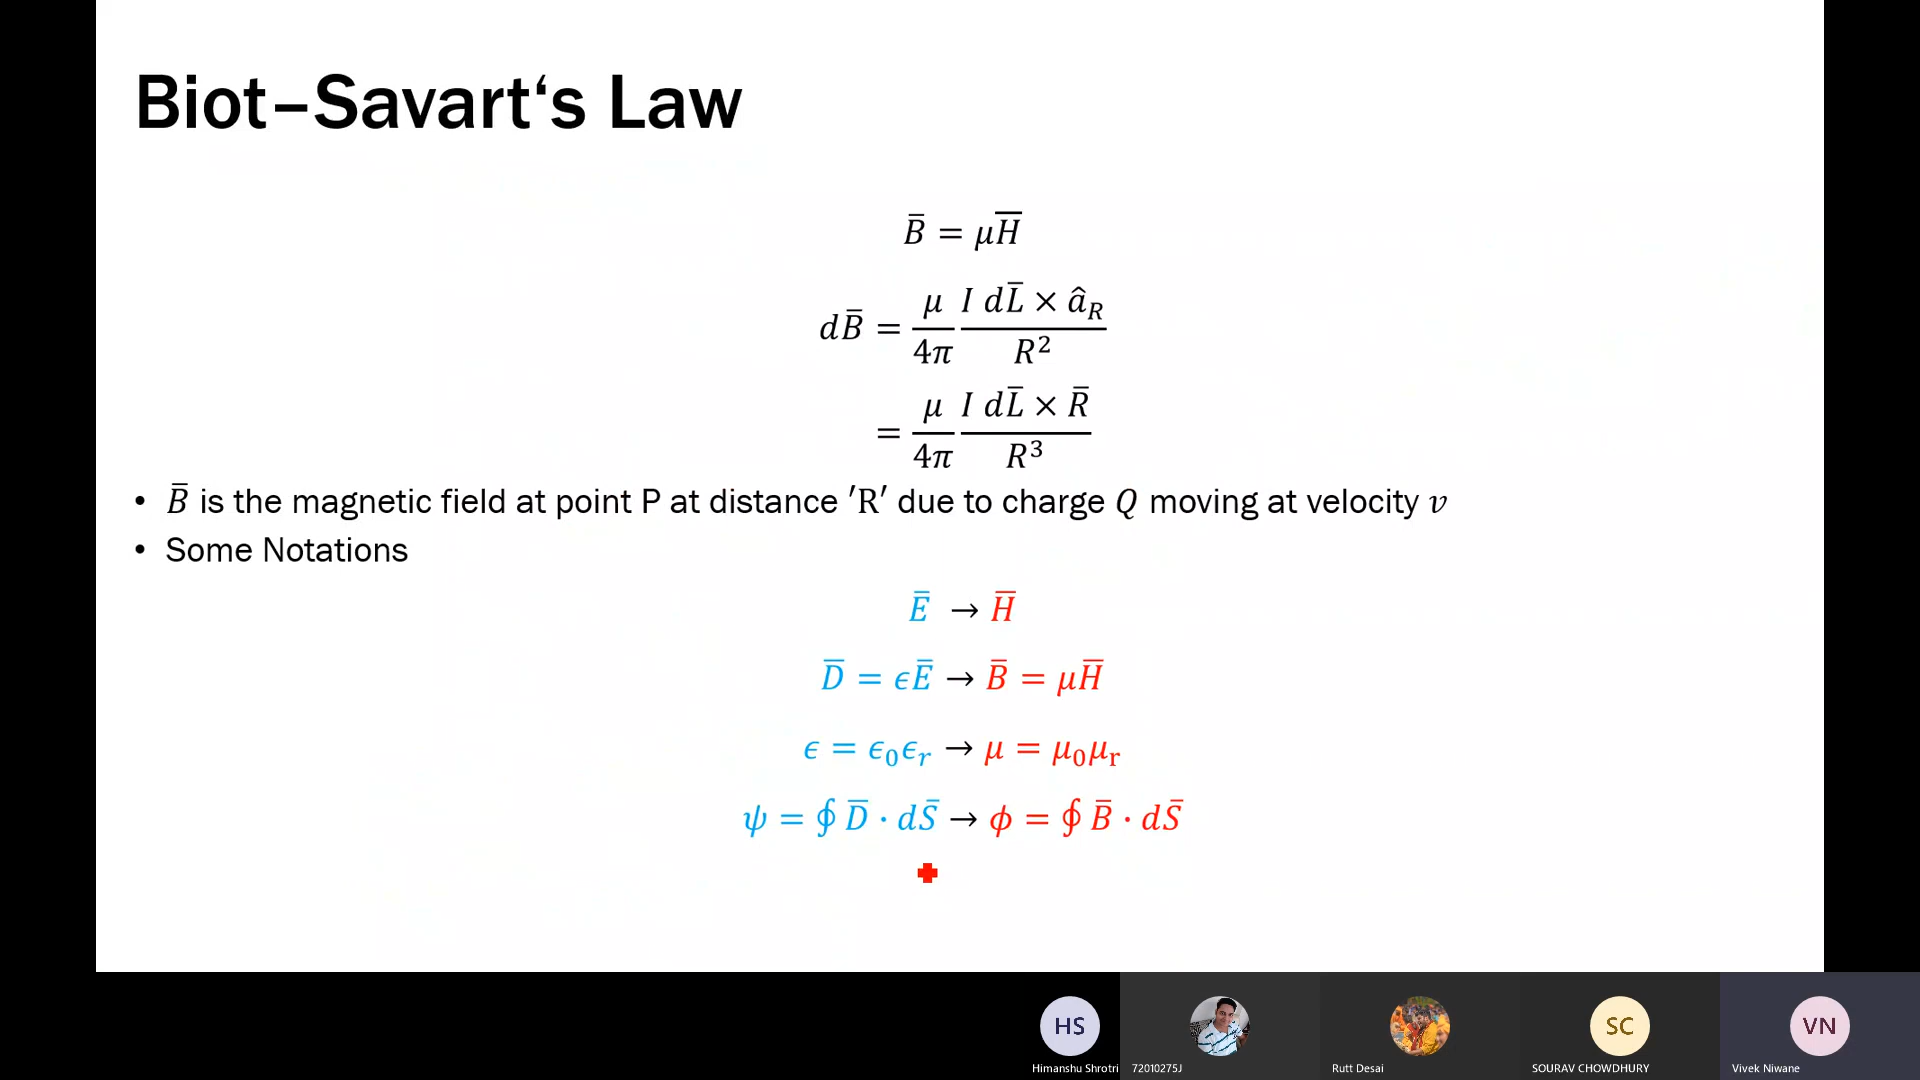 Biot–Savart‘s Law
B̄ = μH̄
dB̄ = μ/4π I dL̄ × â_R/R²
= μ/4π I dL̄ × R̄/R³
• B̄ is the magnetic field at point P at distance ′R′ due to charge Q moving at velocity v
• Some Notations
Ē → H̄
D̄ = ϵĒ → B̄ = μH̄
ϵ = ϵ₀ϵᵣ → μ = μ₀μᵣ
ψ = ∮ D̄ · dS̄ → ϕ = ∮ B̄ · dS̄
HS SC VN
Himanshu Shrotri 72010275J Rutt Desai SOURAV CHOWDHURY Vivek Niwane